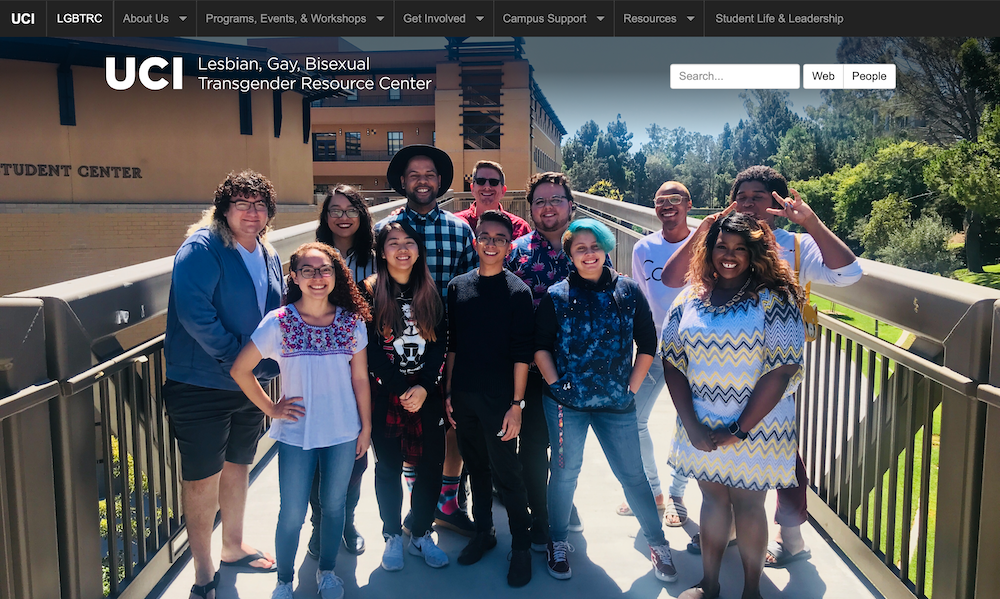 UCI LGBTRC About Us Programs, Events, & Workshops Get Involved Campus Support Resources Student Life & Leadership
UCI Lesbian, Gay, Bisexual
Transgender Resource Center
Search... Web People
TUDENT CENTER